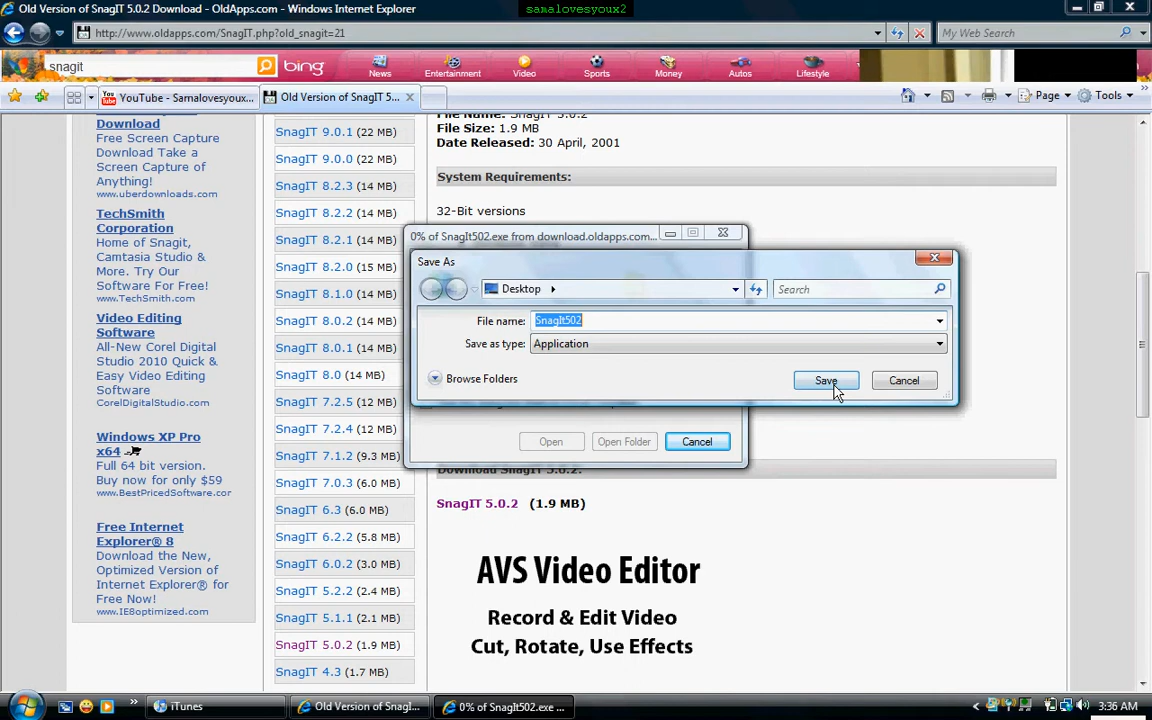 Old Version of SnagIT 5.0.2 Download - OldApps.com - Windows Internet Explorer
samalovesyoux2
http://www.oldapps.com/SnagIT.php?old_snagit=21
My Web Search
snagit
bing
News
Entertainment
Video
Sports
Money
Autos
Lifestyle
YouTube - Samalovesyoux...
Old Version of SnagIT 5....
Page
Tools
Download
Free Screen Capture
Download Take a
Screen Capture of
Anything!
www.uberdownloads.com
TechSmith
Corporation
Home of Snagit,
Camtasia Studio
& More. Try Our
Software For Free!
www.TechSmith.com
Video Editing
Software
All-New Corel Digital
Studio 2010 Quick &
Easy Video Editing
Software
CorelDigitalStudio.com
Windows XP Pro
x64
Full 64 bit version.
Buy now for only $59
www.BestPricedSoftware.cor
Free Internet
Explorer® 8
Download the New,
Optimized Version of
Internet Explorer® for
Free Now!
www.IE8optimized.com
SnagIT 9.0.1 (22 MB)
SnagIT 9.0.0 (22 MB)
SnagIT 8.2.3 (14 MB)
SnagIT 8.2.2 (14 MB)
SnagIT 8.2.1 (14 MB)
SnagIT 8.2.0 (15 MB)
SnagIT 8.1.0 (14 MB)
SnagIT 8.0.2 (14 MB)
SnagIT 8.0.1 (14 MB)
SnagIT 8.0 (14 MB)
SnagIT 7.2.5 (12 MB)
SnagIT 7.2.4 (12 MB)
SnagIT 7.1.2 (9.3 MB)
SnagIT 7.0.3 (6.0 MB)
SnagIT 6.3 (6.0 MB)
SnagIT 6.2.2 (5.8 MB)
SnagIT 6.0.2 (3.0 MB)
SnagIT 5.2.2 (2.4 MB)
SnagIT 5.1.1 (2.1 MB)
SnagIT 5.0.2 (1.9 MB)
SnagIT 4.3 (1.7 MB)
File Name: SnagIT 5.0.2
File Size: 1.9 MB
Date Released: 30 April, 2001
System Requirements:
32-Bit versions
0% of SnagIt502.exe from download.oldapps.com...
Save As
Desktop
Search
File name: SnagIt502
Save as type: Application
Browse Folders
Save
Cancel
Open
Open Folder
Cancel
Download SnagIT 5.0.2:
SnagIT 5.0.2 (1.9 MB)
AVS Video Editor
Record & Edit Video
Cut, Rotate, Use Effects
iTunes
Old Version of SnagI...
0% of SnagIt502.exe ...
3:36 AM